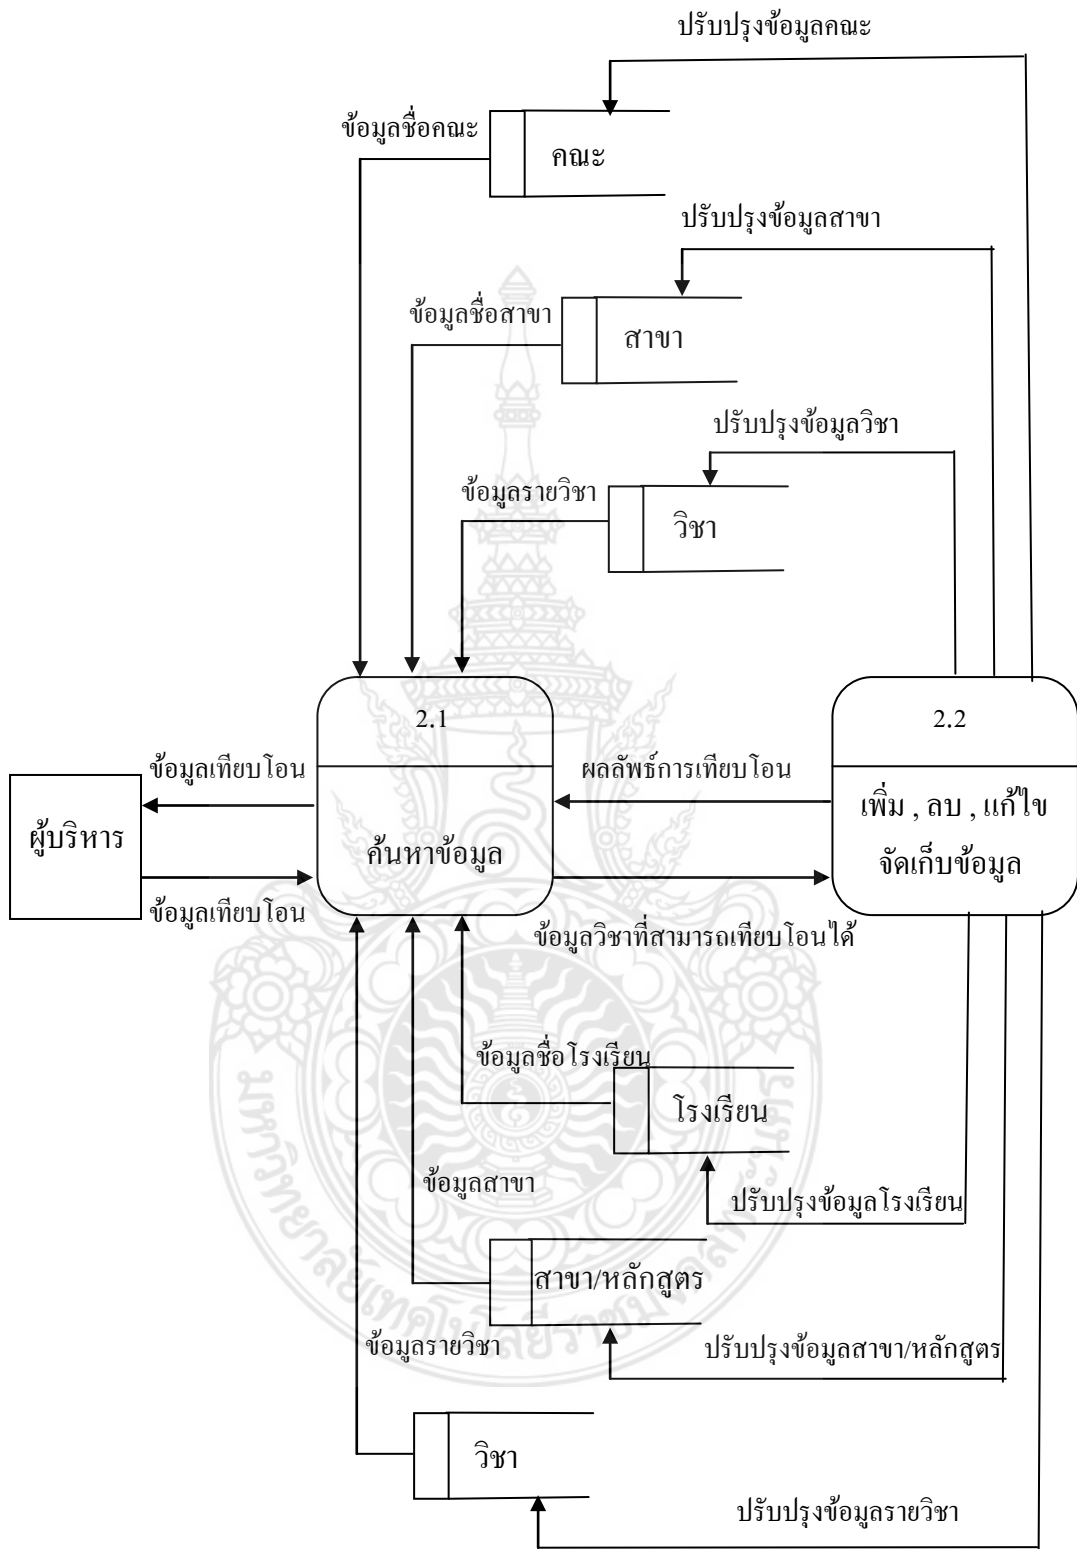 ปรับปรุงข้อมูลคณะ
ข้อมูลชื่อคณะ
คณะ
ปรับปรุงข้อมูลสาขา
ข้อมูลชื่อสาขา
สาขา
ปรับปรุงข้อมูลวิชา
ข้อมูลรายวิชา
วิชา
2.1
2.2
ข้อมูลเทียบโอน
ผลลัพธ์การเทียบโอน
ผู้บริหาร
ค้นหาข้อมูล
เพิ่ม , ลบ , แก้ไข
จัดเก็บข้อมูล
ข้อมูลเทียบโอน
ข้อมูลวิชาที่สามารถเทียบโอนได้
ข้อมูลชื่อโรงเรียน
โรงเรียน
ข้อมูลสาขา
ปรับปรุงข้อมูลโรงเรียน
สาขา/หลักสูตร
ข้อมูลรายวิชา
ปรับปรุงข้อมูลสาขา/หลักสูตร
วิชา
ปรับปรุงข้อมูลรายวิชา